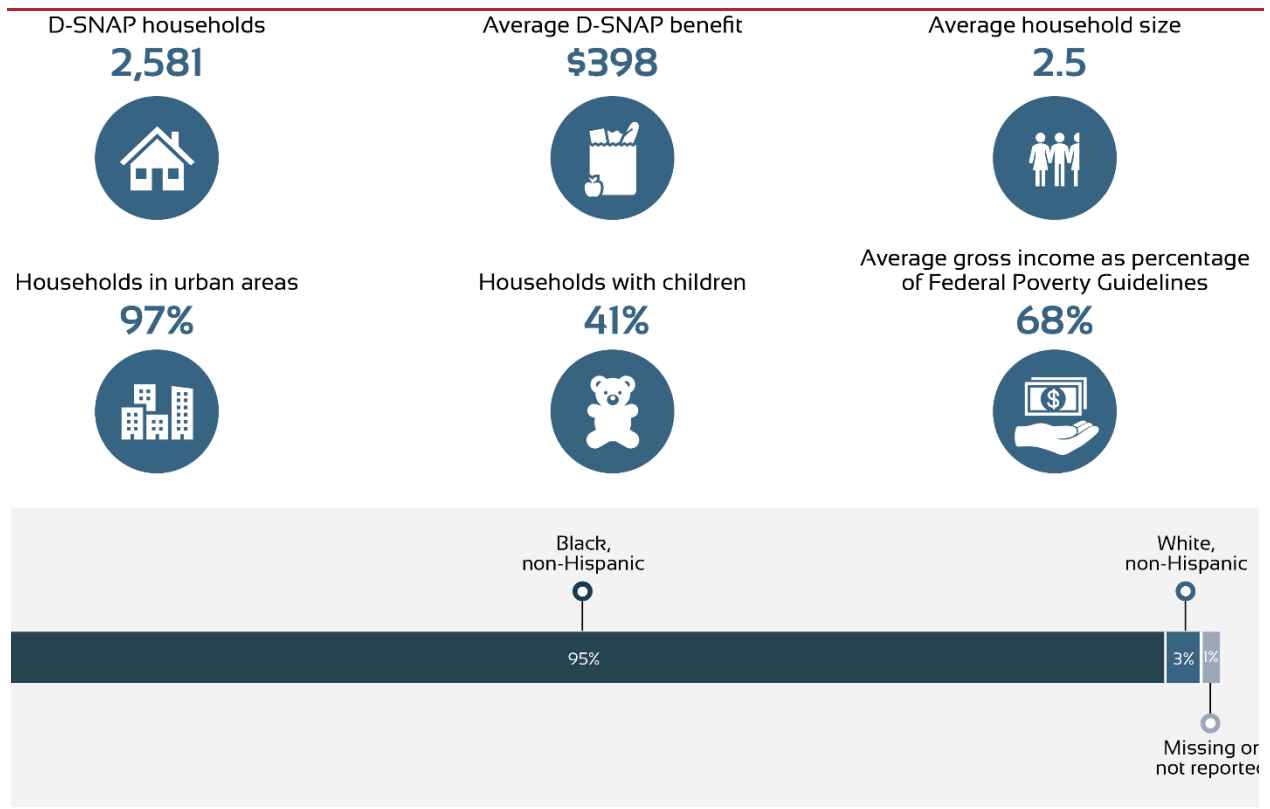 D-SNAP households
2,581
Average D-SNAP benefit
$398
Average household size
2.5
Households in urban areas
97%
Households with children
41%
Average gross income as percentage
of Federal Poverty Guidelines
68%
$
Black,
non-Hispanic
White,
non-Hispanic
95%
3%
1%
Missing or
not reported